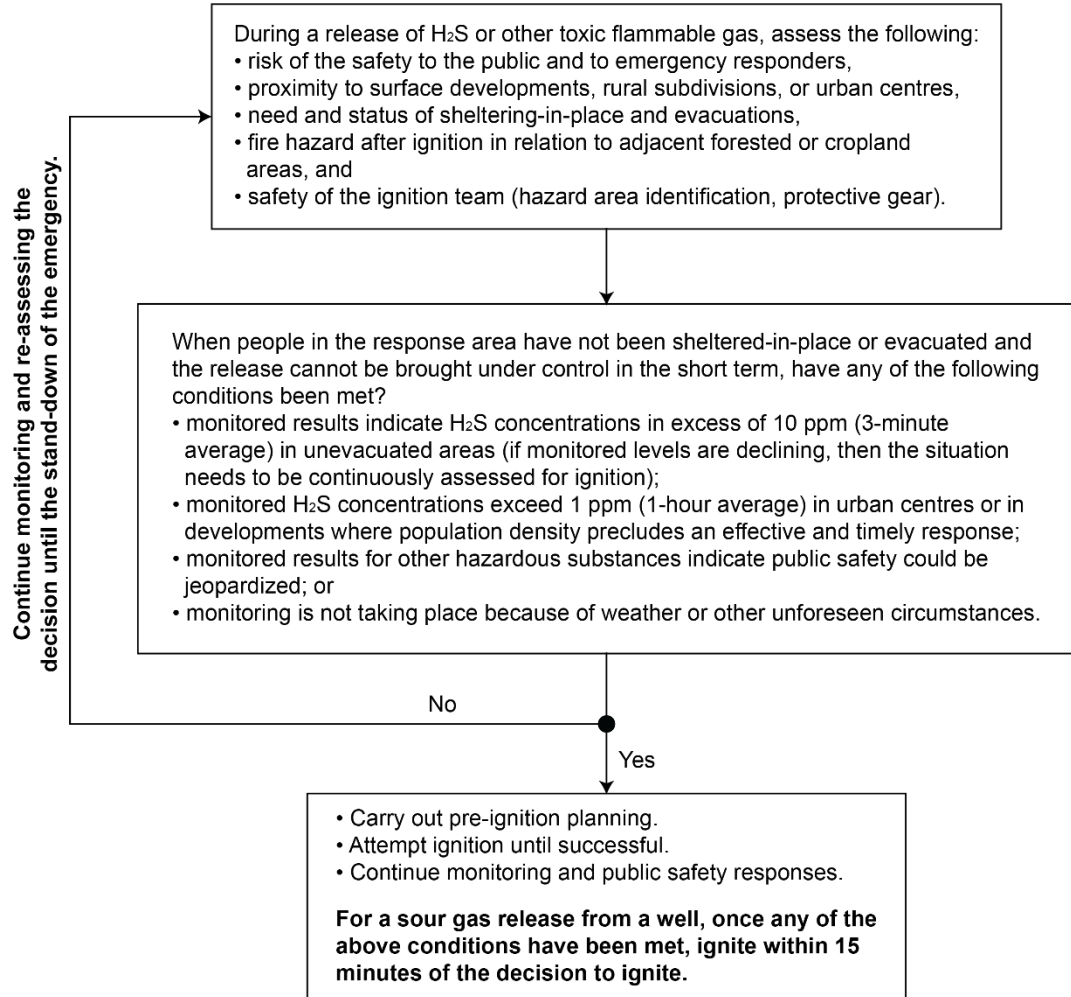 During a release of H₂S or other toxic flammable gas, assess the following:
• risk of the safety to the public and to emergency responders,
• proximity to surface developments, rural subdivisions, or urban centres,
• need and status of sheltering-in-place and evacuations,
• fire hazard after ignition in relation to adjacent forested or cropland
areas, and
• safety of the ignition team (hazard area identification, protective gear).
Continue monitoring and re-assessing the
decision until the stand-down of the emergency.
When people in the response area have not been sheltered-in-place or evacuated and
the release cannot be brought under control in the short term, have any of the following
conditions been met?
• monitored results indicate H₂S concentrations in excess of 10 ppm (3-minute
average) in unevacuated areas (if monitored levels are declining, then the situation
needs to be continuously assessed for ignition);
• monitored H₂S concentrations exceed 1 ppm (1-hour average) in urban centres or in
developments where population density precludes an effective and timely response;
• monitored results for other hazardous substances indicate public safety could be
jeopardized; or
• monitoring is not taking place because of weather or other unforeseen circumstances.
No
Yes
• Carry out pre-ignition planning.
• Attempt ignition until successful.
• Continue monitoring and public safety responses.
For a sour gas release from a well, once any of the
above conditions have been met, ignite within 15
minutes of the decision to ignite.